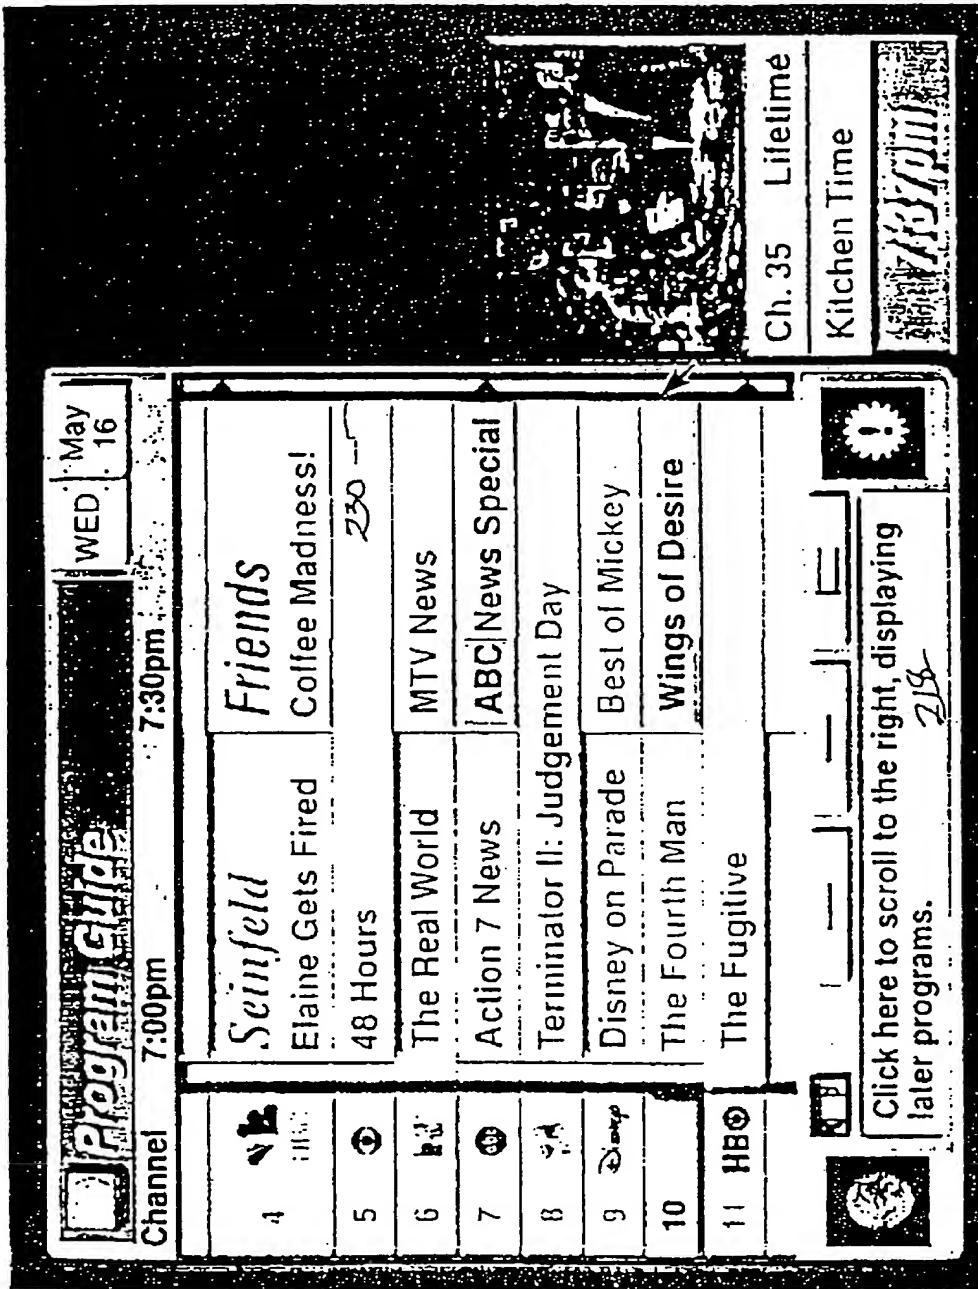 Program Guide WED May 16
Channel 7:00pm 7:30pm
4 Seinfeld Friends
Elaine Gets Fired Coffee Madness!
5 48 Hours 230
6 The Real World MTV News
7 abc Action 7 News ABC News Special
8 Terminator II: Judgement Day
9 Disney Disney on Parade Best of Mickey
10 The Fourth Man Wings of Desire
11 HBO The Fugitive
Click here to scroll to the right, displaying
later programs.
218
!
Ch. 35 Lifetime
Kitchen Time